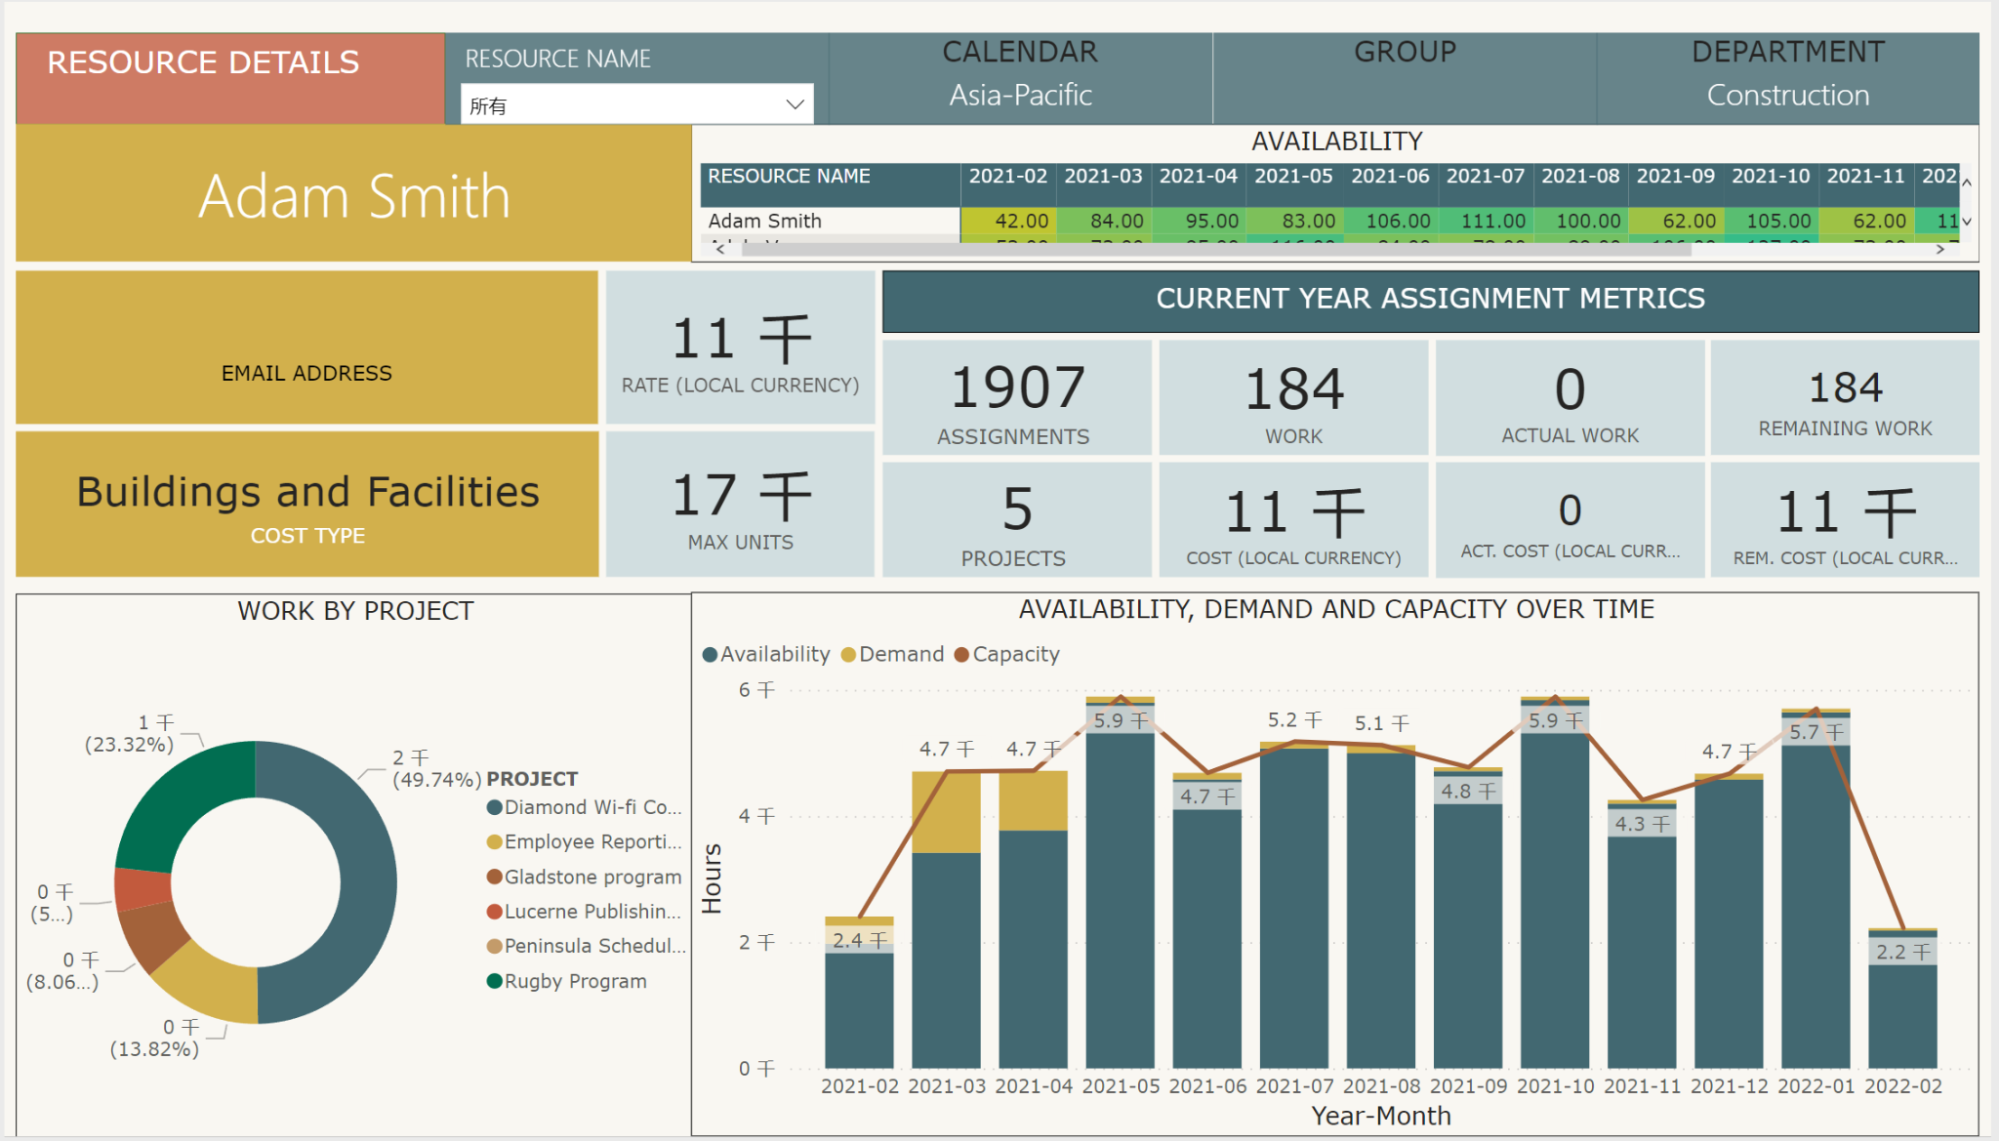 RESOURCE DETAILS
RESOURCE NAME
所有
CALENDAR
Asia-Pacific
GROUP
DEPARTMENT
Construction
Adam Smith
AVAILABILITY
RESOURCE NAME 2021-02 2021-03 2021-04 2021-05 2021-06 2021-07 2021-08 2021-09 2021-10 2021-11 202
Adam Smith 42.00 84.00 95.00 83.00 106.00 111.00 100.00 62.00 105.00 62.00 11
EMAIL ADDRESS
11 千
RATE (LOCAL CURRENCY)
Buildings and Facilities
COST TYPE
17 千
MAX UNITS
CURRENT YEAR ASSIGNMENT METRICS
1907
ASSIGNMENTS
184
WORK
0
ACTUAL WORK
184
REMAINING WORK
5
PROJECTS
11 千
COST (LOCAL CURRENCY)
0
ACT. COST (LOCAL CURR...
11 千
REM. COST (LOCAL CURR...
WORK BY PROJECT
1 千
(23.32%)
2 千
(49.74%)
0 千
(5...)
0 千
(8.06...)
0 千
(13.82%)
PROJECT
Diamond Wi-fi Co...
Employee Reporti...
Gladstone program
Lucerne Publishin...
Peninsula Schedul...
Rugby Program
AVAILABILITY, DEMAND AND CAPACITY OVER TIME
Availability Demand Capacity
6 千
4 千
2 千
0 千
Hours
2.4 千
4.7 千
4.7 千
5.9 千
4.7 千
5.2 千
5.1 千
4.8 千
5.9 千
4.3 千
4.7 千
5.7 千
2.2 千
2021-02 2021-03 2021-04 2021-05 2021-06 2021-07 2021-08 2021-09 2021-10 2021-11 2021-12 2022-01 2022-02
Year-Month